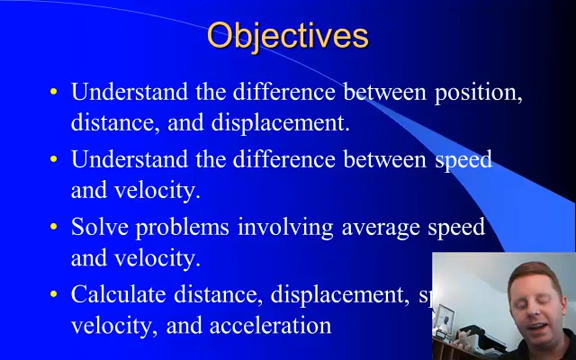 Objectives
• Understand the difference between position,
distance, and displacement.
• Understand the difference between speed
and velocity.
• Solve problems involving average speed
and velocity.
• Calculate distance, displacement,
velocity, and acceleration